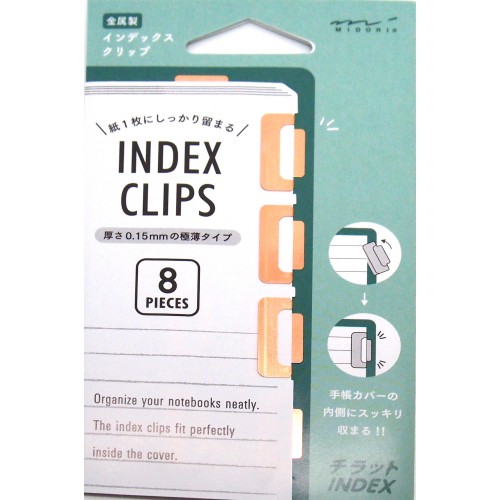 金属製
インデックス
クリップ
MIDORI
紙1枚にしっかり留まる
INDEX
CLIPS
厚さ0.15mmの極薄タイプ
8
PIECES
Organize your notebooks neatly.
The index clips fit perfectly
inside the cover.
手帳カバーの
内側にスッキリ
収まる!!
チラット
INDEX